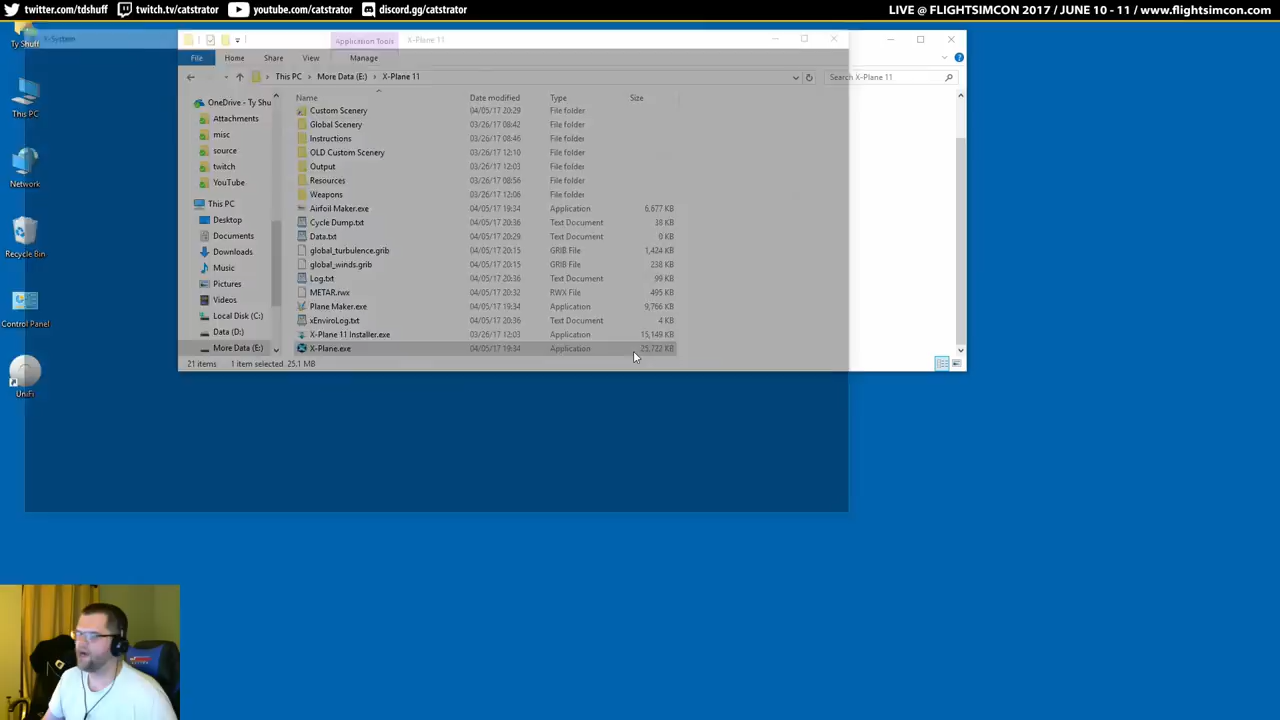 twitter.com/tdshuff twitch.tv/catstrator youtube.com/catstrator discord.gg/catstrator LIVE @ FLIGHTSIMCON 2017 / JUNE 10 - 11 / www.flightsimcon.com
Ty Shuff
X-System
Application Tools X-Plane 11
File Home Share View Manage
This PC More Data (E:) X-Plane 11 Search X-Plane 11
Name Date modified Type Size
OneDrive - Ty Shu
Attachments
misc
source
twitch
YouTube
This PC
Desktop
Documents
Downloads
Music
Pictures
Videos
Local Disk (C:)
Data (D:)
More Data (E:)
Custom Scenery 04/05/17 20:29 File folder
Global Scenery 03/26/17 08:42 File folder
Instructions 03/26/17 08:46 File folder
OLD Custom Scenery 03/26/17 12:10 File folder
Output 03/26/17 12:03 File folder
Resources 03/26/17 08:56 File folder
Weapons 03/26/17 12:06 File folder
Airfoil Maker.exe 04/05/17 19:34 Application 6,677 KB
Cycle Dump.txt 04/05/17 20:36 Text Document 38 KB
Data.txt 04/05/17 20:29 Text Document 0 KB
global_turbulence.grib 04/05/17 20:15 GRIB File 1,424 KB
global_winds.grib 04/05/17 20:15 GRIB File 238 KB
Log.txt 04/05/17 20:36 Text Document 99 KB
METAR.rwx 04/05/17 20:32 RWX File 495 KB
Plane Maker.exe 04/05/17 19:34 Application 9,766 KB
xEnviroLog.txt 04/05/17 20:36 Text Document 4 KB
X-Plane 11 Installer.exe 03/26/17 12:03 Application 15,149 KB
X-Plane.exe 04/05/17 19:34 Application 25,722 KB
21 items 1 item selected 25.1 MB
This PC
Network
Recycle Bin
Control Panel
UniFi